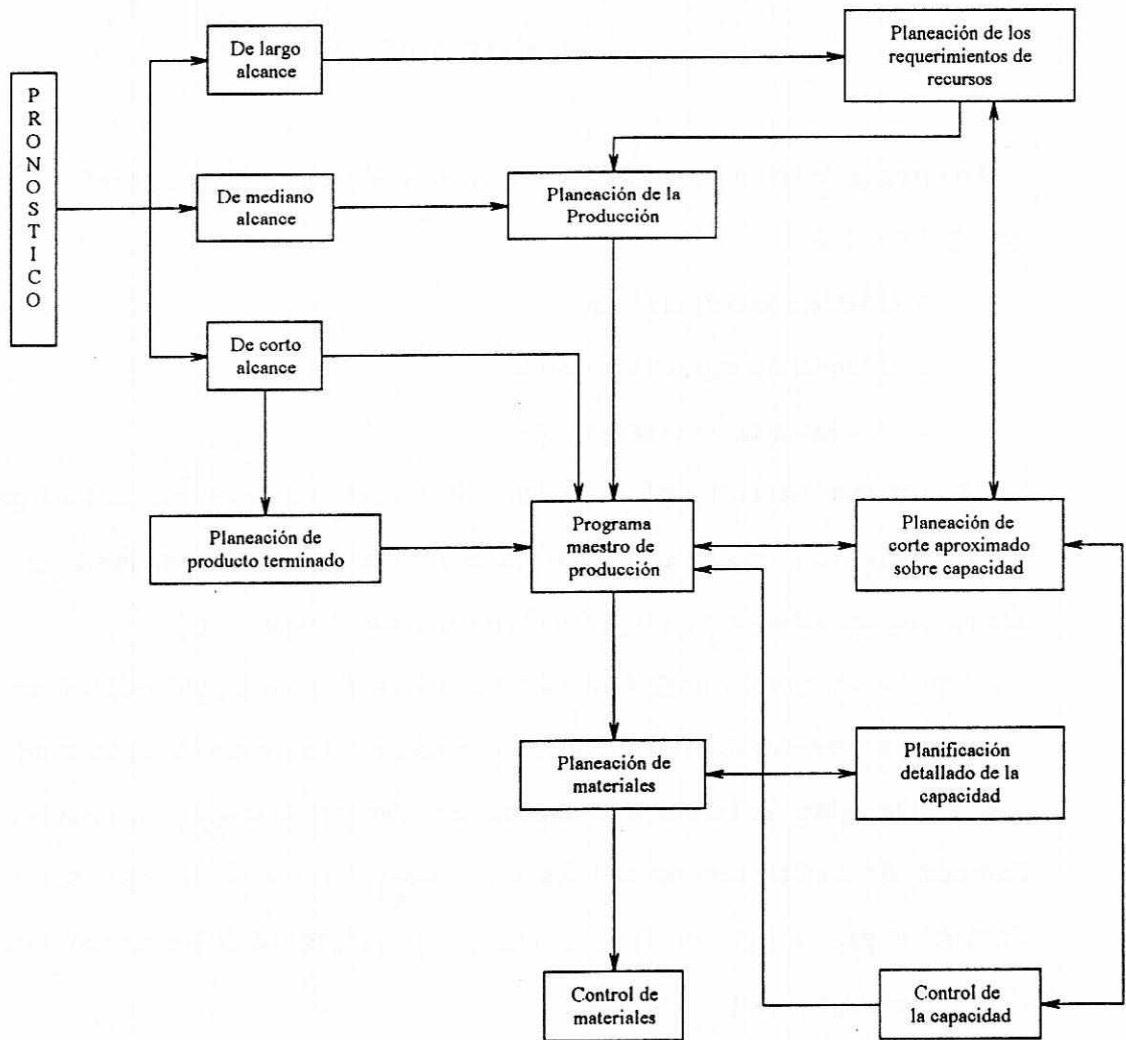 PRONOSTICO
De largo
alcance
Planeación de los
requerimientos de
recursos
De mediano
alcance
Planeación de la
Producción
De corto
alcance
Planeación de
producto terminado
Programa
maestro de
producción
Planeación de
corte aproximado
sobre capacidad
Planeación de
materiales
Planificación
detallado de la
capacidad
Control de
materiales
Control de
la capacidad